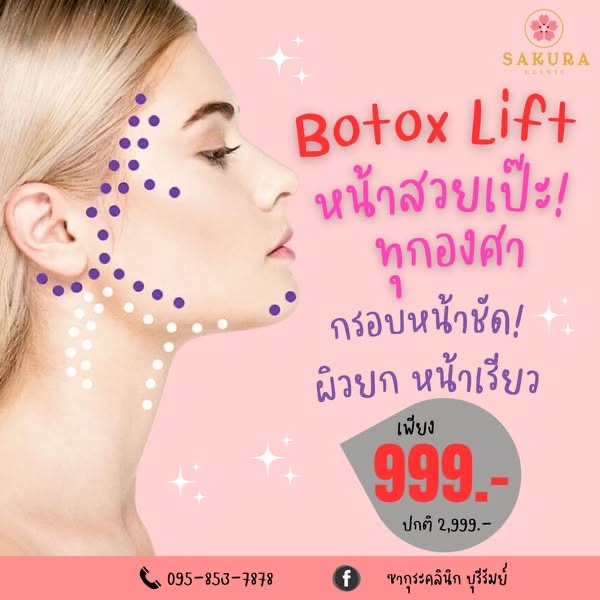 SAKURA
CLINIC
Botox Lift
หน้าสวยเป๊ะ!
ทุกองศา
กรอบหน้าชัด!
ผิวยก หน้าเรียว
เพียง
999.-
ปกติ 2,999.-
095-853-7878
ซากุระคลินิก บุรีรัมย์